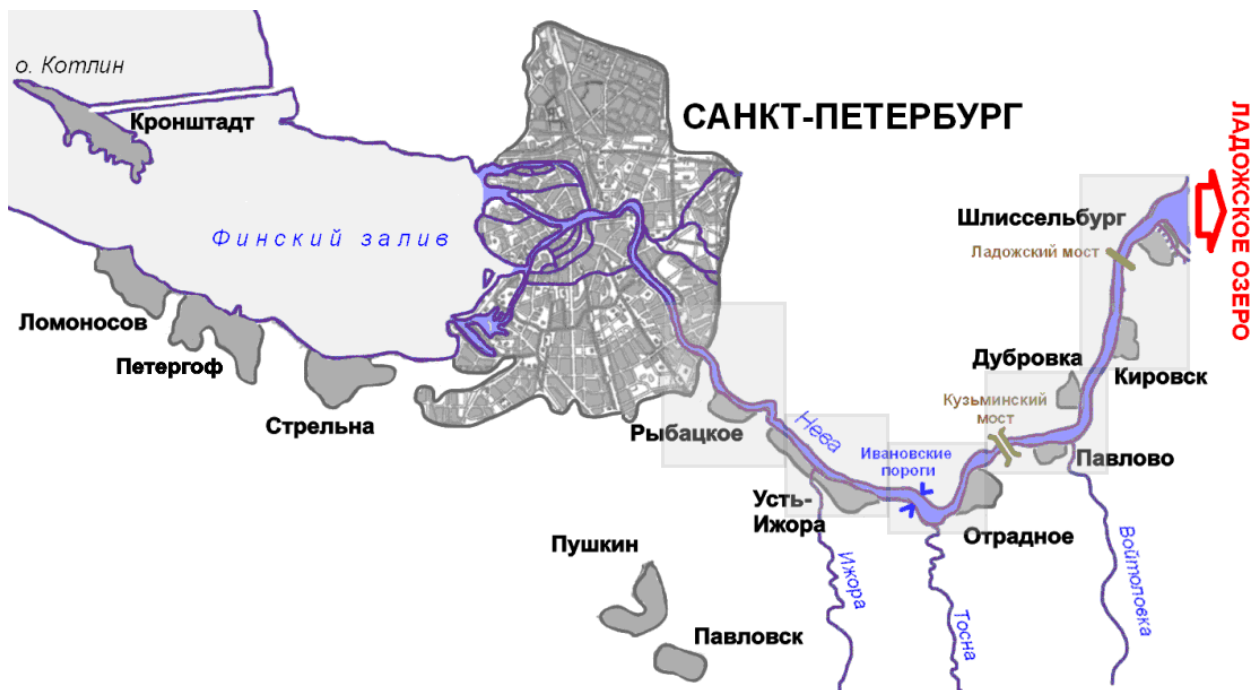 о. Котлин
Кронштадт
САНКТ-ПЕТЕРБУРГ
ЛАДОЖСКОЕ ОЗЕРО
Шлиссельбург
Ладожский мост
Финский залив
Ломоносов
Петергоф
Стрельна
Дубровка
Кировск
Кузьминский
мост
Рыбацкое
Нева
Ивановские
пороги
Павлово
Усть-
Ижора
Отрадное
Пушкин
Павловск
Ижора
Тосна
Войтоловка